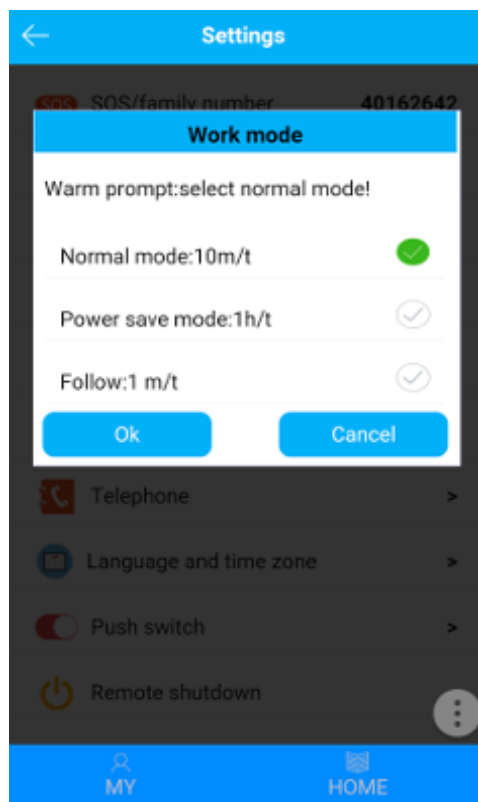 Settings
SOS SOS/family number 40162642
Work mode
Warm prompt:select normal mode!
Normal mode:10m/t
Power save mode:1h/t
Follow:1 m/t
Ok Cancel
Telephone >
Language and time zone >
Push switch >
Remote shutdown
MY HOME